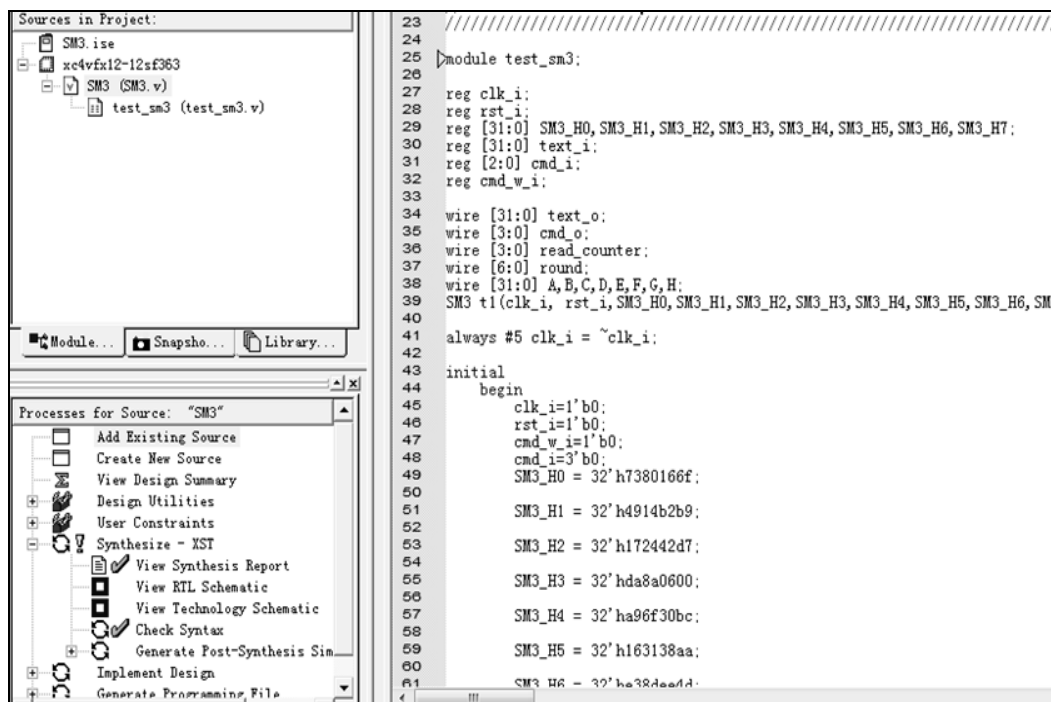 Sources in Project:
SM3.ise
xc4vfx12-12sf363
SM3 (SM3.v)
test_sm3 (test_sm3.v)
Module...
Snapsho...
Library...
Processes for Source: "SM3"
Add Existing Source
Create New Source
View Design Summary
Design Utilities
User Constraints
Synthesize - XST
View Synthesis Report
View RTL Schematic
View Technology Schematic
Check Syntax
Generate Post-Synthesis Sim
Implement Design
Generate Programming File
23 ////////////////////////////////////////////////////////////////////////
24
25 module test_sm3;
26
27 reg clk_i;
28 reg rst_i;
29 reg [31:0] SM3_H0,SM3_H1,SM3_H2,SM3_H3,SM3_H4,SM3_H5,SM3_H6,SM3_H7;
30 reg [31:0] text_i;
31 reg [2:0] cmd_i;
32 reg cmd_w_i;
33
34 wire [31:0] text_o;
35 wire [3:0] cmd_o;
36 wire [3:0] read_counter;
37 wire [6:0] round;
38 wire [31:0] A,B,C,D,E,F,G,H;
39 SM3 t1(clk_i, rst_i,SM3_H0,SM3_H1,SM3_H2,SM3_H3,SM3_H4,SM3_H5,SM3_H6,SM
40
41 always #5 clk_i = ~clk_i;
42
43 initial
44 begin
45 clk_i=1'b0;
46 rst_i=1'b0;
47 cmd_w_i=1'b0;
48 cmd_i=3'b0;
49 SM3_H0 = 32'h7380166f;
50
51 SM3_H1 = 32'h4914b2b9;
52
53 SM3_H2 = 32'h172442d7;
54
55 SM3_H3 = 32'hda8a0600;
56
57 SM3_H4 = 32'ha96f30bc;
58
59 SM3_H5 = 32'h163138aa;
60
61 SM3_H6 = 32'he38dee4d;